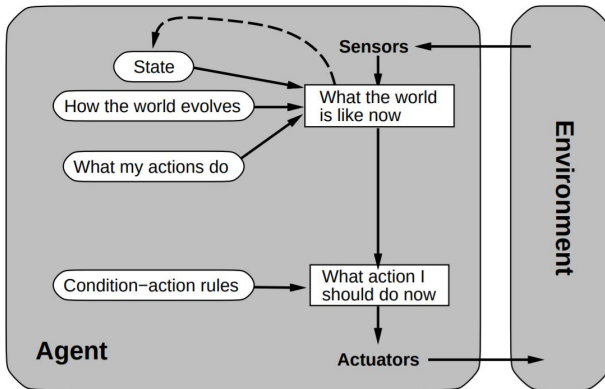 Sensors
State
What the world
is like now
How the world evolves
What my actions do
Environment
What action I
should do now
Condition−action rules
Agent
Actuators